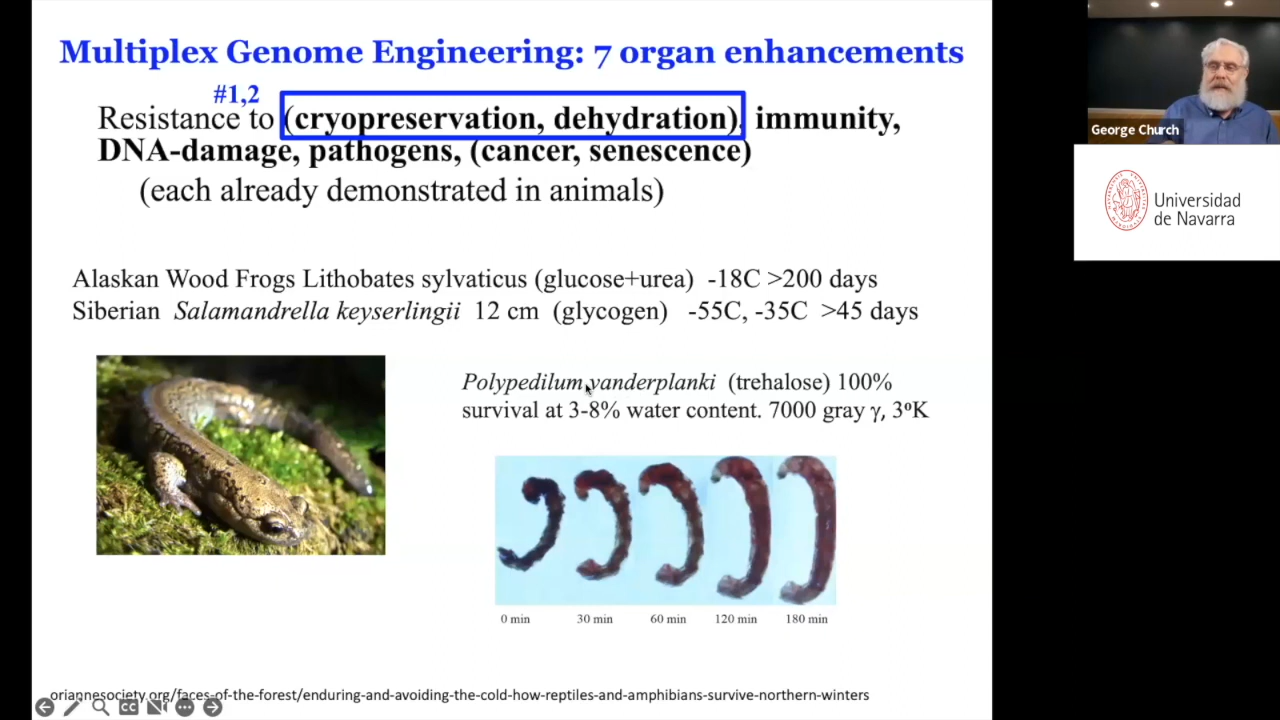 Multiplex Genome Engineering: 7 organ enhancements
#1,2
Resistance to (cryopreservation, dehydration), immunity,
DNA-damage, pathogens, (cancer, senescence)
(each already demonstrated in animals)
Alaskan Wood Frogs Lithobates sylvaticus (glucose+urea) -18C >200 days
Siberian Salamandrella keyserlingii 12 cm (glycogen) -55C, -35C >45 days
Polypedilum vanderplanki (trehalose) 100%
survival at 3-8% water content. 7000 gray γ, 3ºK
0 min 30 min 60 min 120 min 180 min
oriannesociety.org/faces-of-the-forest/enduring-and-avoiding-the-cold-how-reptiles-and-amphibians-survive-northern-winters
CC
George Church
Universidad
de Navarra